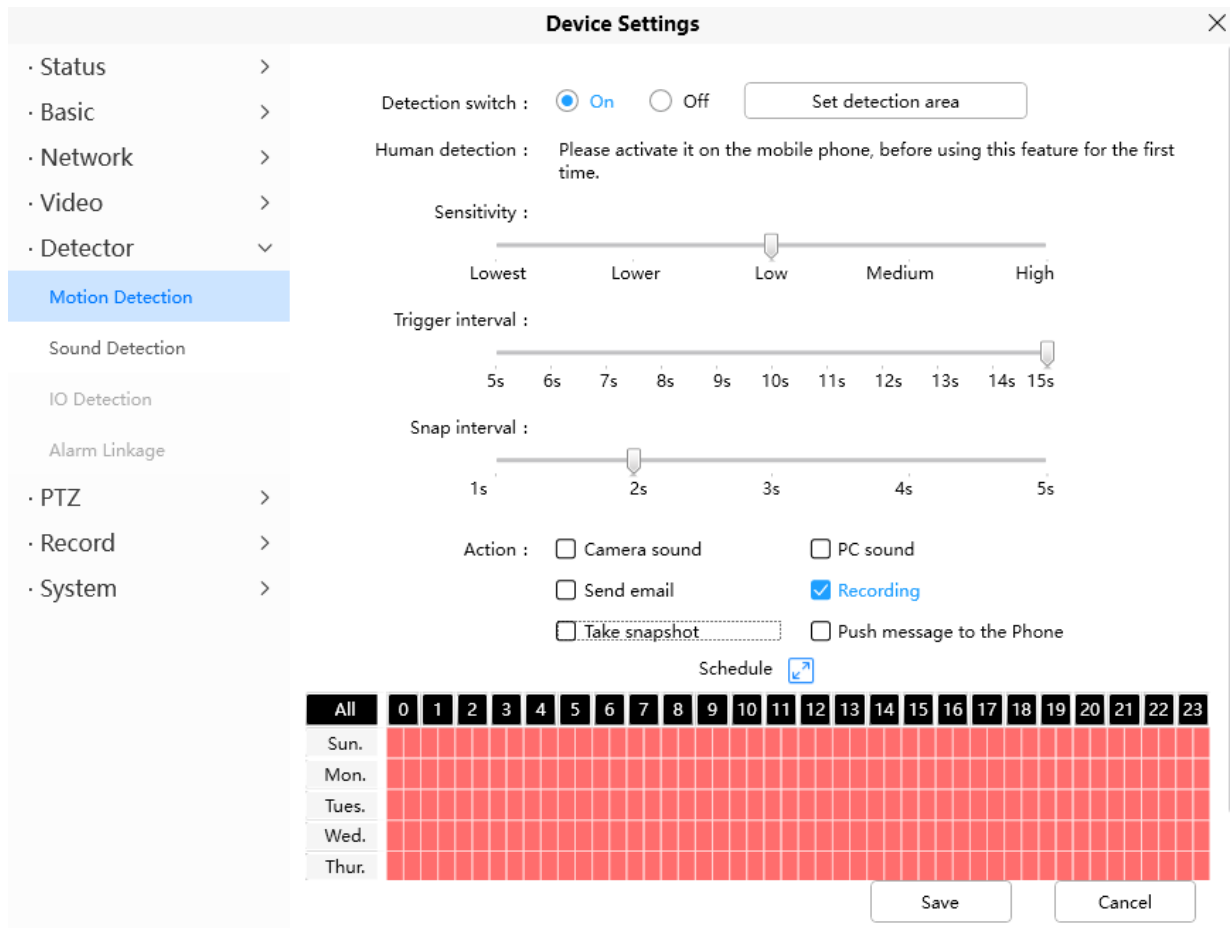 Device Settings
· Status
· Basic
· Network
· Video
· Detector
Motion Detection
Sound Detection
IO Detection
Alarm Linkage
· PTZ
· Record
· System
Detection switch : On Off Set detection area
Human detection : Please activate it on the mobile phone, before using this feature for the first
time.
Sensitivity :
Lowest Lower Low Medium High
Trigger interval :
5s 6s 7s 8s 9s 10s 11s 12s 13s 14s 15s
Snap interval :
1s 2s 3s 4s 5s
Action : Camera sound PC sound
Send email Recording
Take snapshot Push message to the Phone
Schedule
All 0 1 2 3 4 5 6 7 8 9 10 11 12 13 14 15 16 17 18 19 20 21 22 23
Sun.
Mon.
Tues.
Wed.
Thur.
Save Cancel